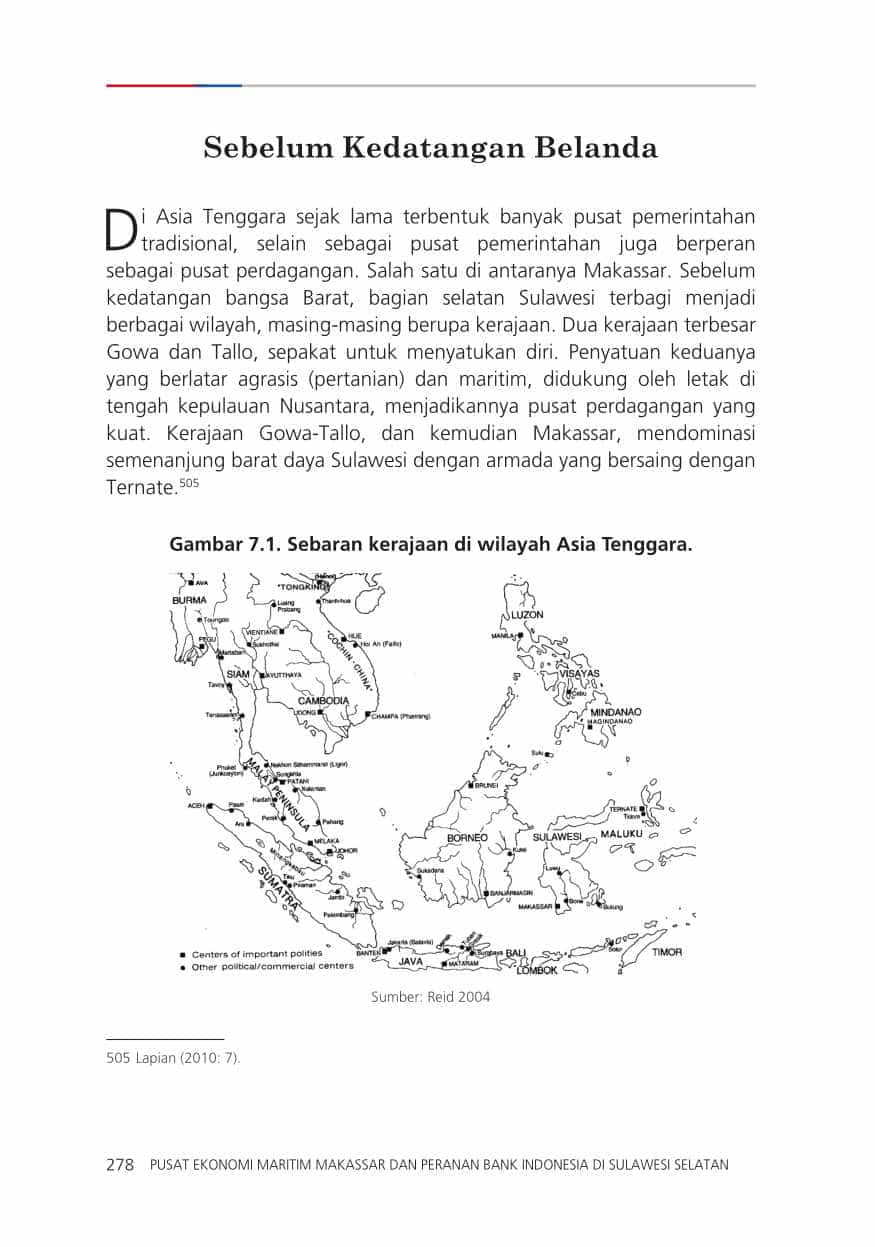 Sebelum Kedatangan Belanda
Di Asia Tenggara sejak lama terbentuk banyak pusat pemerintahan
tradisional, selain sebagai pusat pemerintahan juga berperan
sebagai pusat perdagangan. Salah satu di antaranya Makassar. Sebelum
kedatangan bangsa Barat, bagian selatan Sulawesi terbagi menjadi
berbagai wilayah, masing-masing berupa kerajaan. Dua kerajaan terbesar
Gowa dan Tallo, sepakat untuk menyatukan diri. Penyatuan keduanya
yang berlatar agrasis (pertanian) dan maritim, didukung oleh letak di
tengah kepulauan Nusantara, menjadikannya pusat perdagangan yang
kuat. Kerajaan Gowa-Tallo, dan kemudian Makassar, mendominasi
semenanjung barat daya Sulawesi dengan armada yang bersaing dengan
Ternate.505
Gambar 7.1. Sebaran kerajaan di wilayah Asia Tenggara.
AVA
(Hanoi)
"TONGKING"
BURMA
Luang
Prabang
Thanh-hoa
Toungoo
LUZON
VIENTIANE
HUE
MANILA
PEGU
Sukhothai
Hoi An (Faifo)
Martaban
"COCHIN-CHINA"
SIAM
AYUTTHAYA
VISAYAS
Tavoy
Cebu
CAMBODIA
UDONG
MINDANAO
Tenasserim
CHAMPA (Phanrang)
MAGINDANAO
Sulu
Phuket
(Junkceylon)
Nakhon Sithammarat (Ligor)
Songkhla
PATANI
MALAY PENINSULA
Kelantan
BRUNEI
Kedah
ACEH
Pasai
TERNATE
Tidore
Aru
Perak
Pahang
MELAKA
BORNEO
SULAWESI
MALUKU
JOHOR
Kutei
Minangkabau
Sukadana
Luwu
SUMATRA
Tiku
Priaman
Jambi
BANJARMASIN
MAKASSAR
Bone
Butung
Palembang
Jakarta (Batavia)
BANTEN
Surabaya
BALI
Solor
TIMOR
JAVA
MATARAM
LOMBOK
Centers of important polities
Other political/commercial centers
Sumber: Reid 2004
505 Lapian (2010: 7).
278 PUSAT EKONOMI MARITIM MAKASSAR DAN PERANAN BANK INDONESIA DI SULAWESI SELATAN